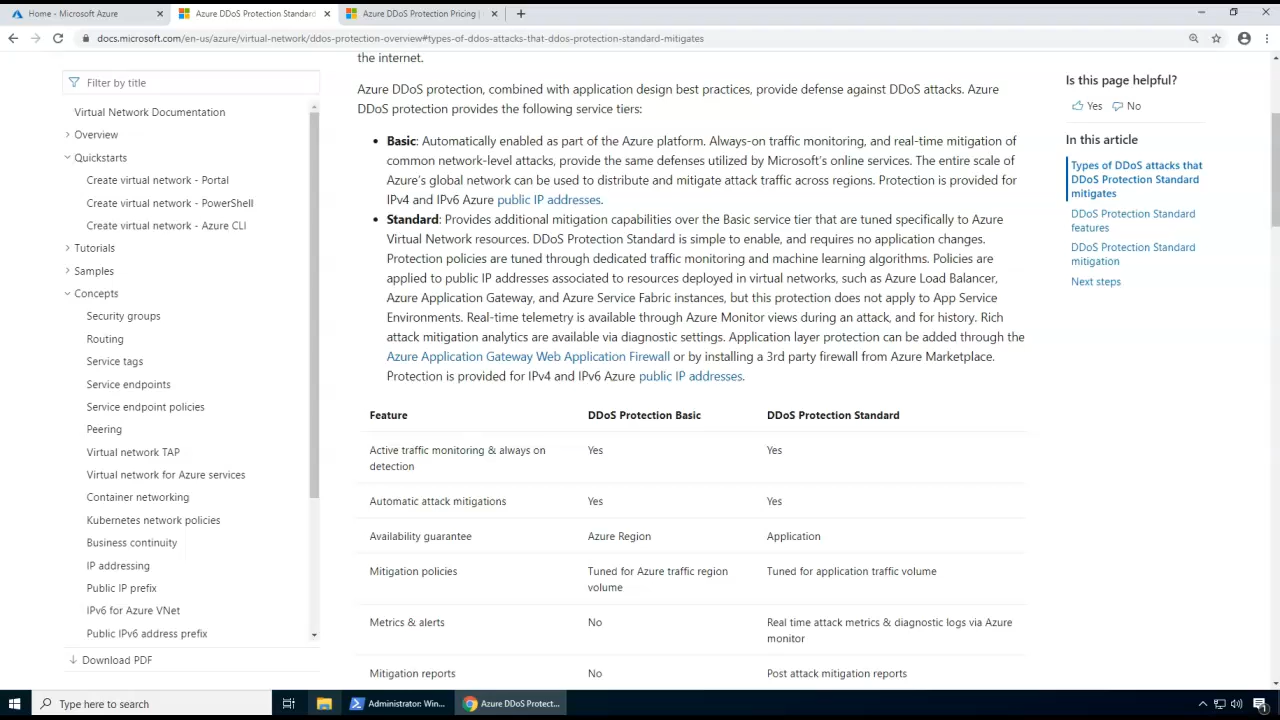 Home - Microsoft Azure
Azure DDoS Protection Standard
Azure DDoS Protection Pricing |
docs.microsoft.com/en-us/azure/virtual-network/ddos-protection-overview#types-of-ddos-attacks-that-ddos-protection-standard-mitigates
Filter by title
Virtual Network Documentation
Overview
Quickstarts
Create virtual network - Portal
Create virtual network - PowerShell
Create virtual network - Azure CLI
Tutorials
Samples
Concepts
Security groups
Routing
Service tags
Service endpoints
Service endpoint policies
Peering
Virtual network TAP
Virtual network for Azure services
Container networking
Kubernetes network policies
Business continuity
IP addressing
Public IP prefix
IPv6 for Azure VNet
Public IPv6 address prefix
Download PDF
the internet.
Azure DDoS protection, combined with application design best practices, provide defense against DDoS attacks. Azure
DDoS protection provides the following service tiers:
• Basic: Automatically enabled as part of the Azure platform. Always-on traffic monitoring, and real-time mitigation of
common network-level attacks, provide the same defenses utilized by Microsoft's online services. The entire scale of
Azure's global network can be used to distribute and mitigate attack traffic across regions. Protection is provided for
IPv4 and IPv6 Azure public IP addresses.
• Standard: Provides additional mitigation capabilities over the Basic service tier that are tuned specifically to Azure
Virtual Network resources. DDoS Protection Standard is simple to enable, and requires no application changes.
Protection policies are tuned through dedicated traffic monitoring and machine learning algorithms. Policies are
applied to public IP addresses associated to resources deployed in virtual networks, such as Azure Load Balancer,
Azure Application Gateway, and Azure Service Fabric instances, but this protection does not apply to App Service
Environments. Real-time telemetry is available through Azure Monitor views during an attack, and for history. Rich
attack mitigation analytics are available via diagnostic settings. Application layer protection can be added through the
Azure Application Gateway Web Application Firewall or by installing a 3rd party firewall from Azure Marketplace.
Protection is provided for IPv4 and IPv6 Azure public IP addresses.
Feature DDoS Protection Basic DDoS Protection Standard
Active traffic monitoring & always on Yes Yes
detection
Automatic attack mitigations Yes Yes
Availability guarantee Azure Region Application
Mitigation policies Tuned for Azure traffic region Tuned for application traffic volume
volume
Metrics & alerts No Real time attack metrics & diagnostic logs via Azure
monitor
Mitigation reports No Post attack mitigation reports
Is this page helpful?
Yes No
In this article
Types of DDoS attacks that
DDoS Protection Standard
mitigates
DDoS Protection Standard
features
DDoS Protection Standard
mitigation
Next steps
Type here to search
Administrator: Win...
Azure DDoS Protect...
1